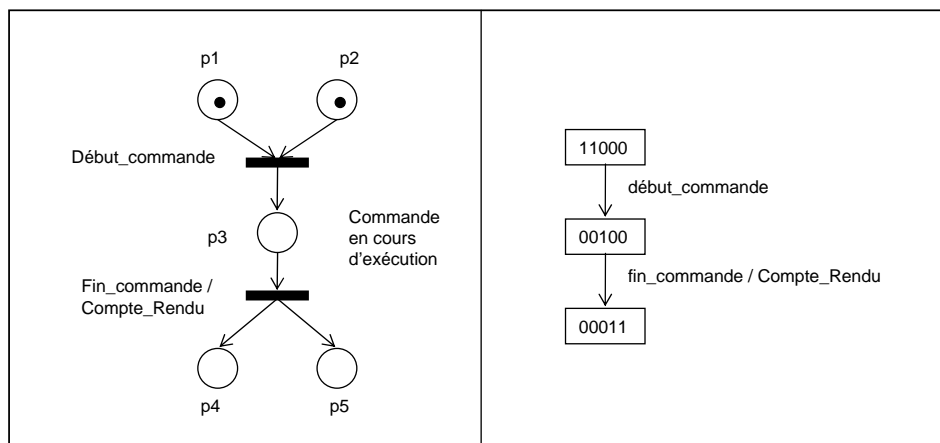 p1
p2
Début_commande
p3
Commande
en cours
d'exécution
Fin_commande /
Compte_Rendu
p4
p5
11000
début_commande
00100
fin_commande / Compte_Rendu
00011